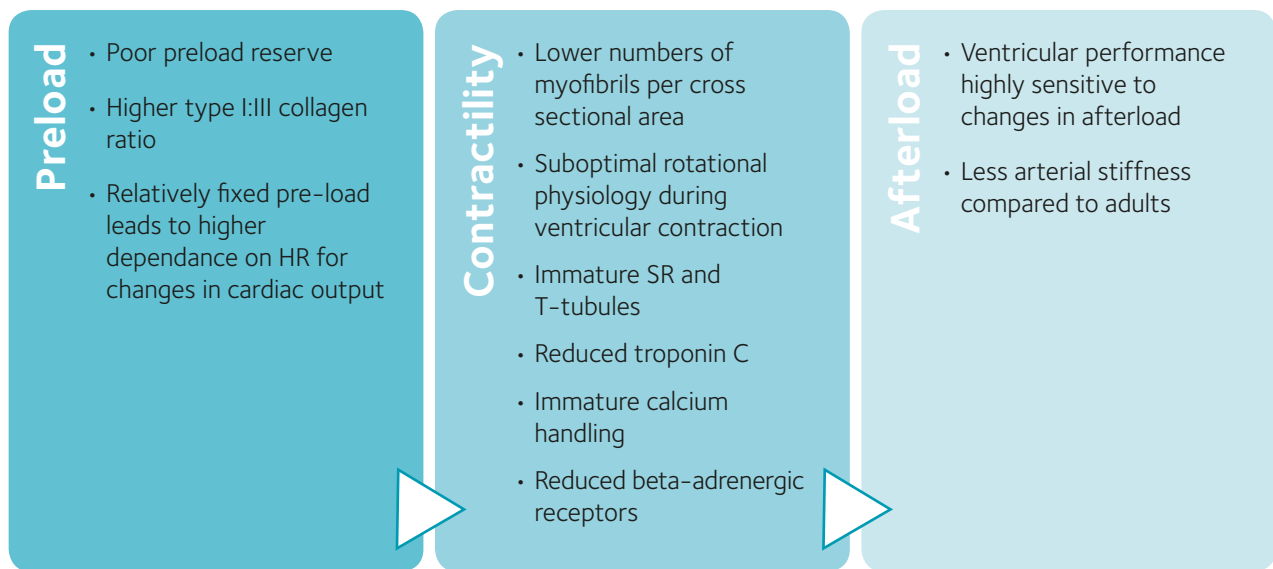 Preload
• Poor preload reserve
• Higher type I:III collagen
ratio
• Relatively fixed pre-load
leads to higher
dependance on HR for
changes in cardiac output
Contractility
• Lower numbers of
myofibrils per cross
sectional area
• Suboptimal rotational
physiology during
ventricular contraction
• Immature SR and
T-tubules
• Reduced troponin C
• Immature calcium
handling
• Reduced beta-adrenergic
receptors
Afterload
• Ventricular performance
highly sensitive to
changes in afterload
• Less arterial stiffness
compared to adults